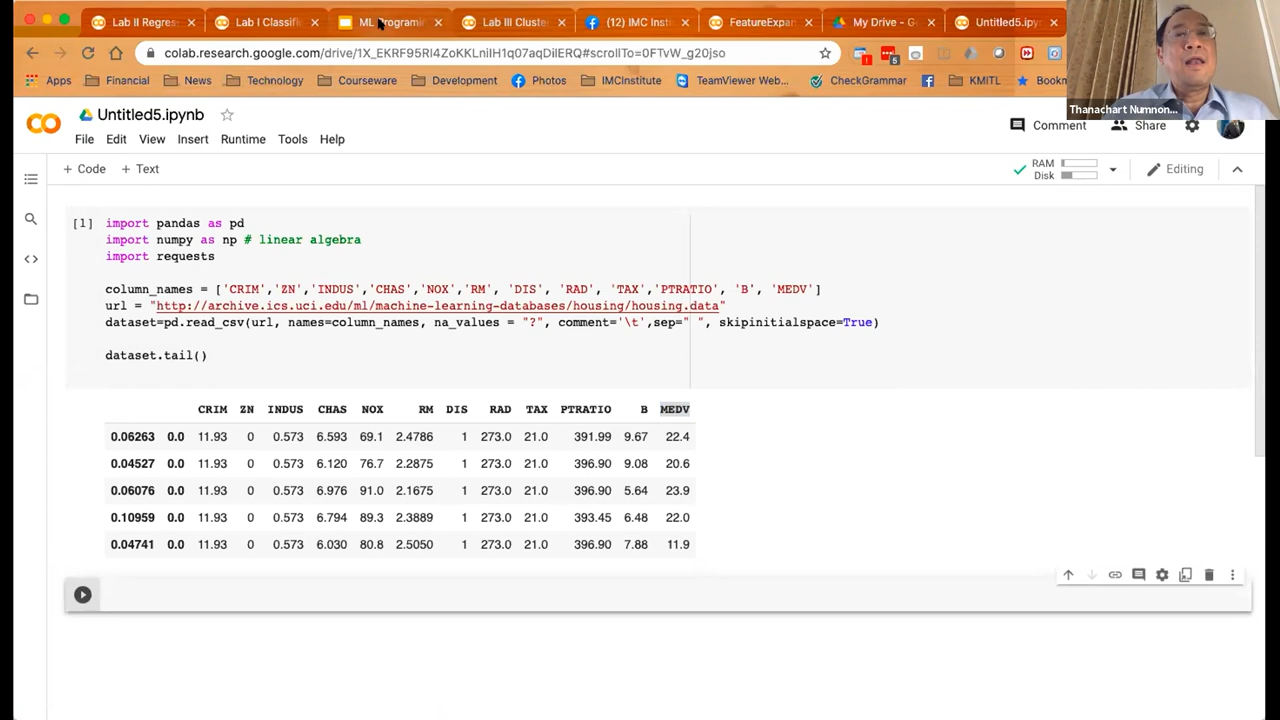 Lab II Regres
Lab I Classifi
ML Programin
Lab III Cluste
(12) IMC Insti
FeatureExpan
My Drive - G
Untitled5.ipyn
colab.research.google.com/drive/1X_EKRF95RI4ZoKKLniIH1q07aqDilERQ#scrollTo=0FTvW_g20jso
5
Apps
Financial
News
Technology
Courseware
Development
Photos
IMCInstitute
TeamViewer Web...
CheckGrammar
KMITL
Bookm
Thanachart Numnon...
Untitled5.ipynb
File Edit View Insert Runtime Tools Help
Comment
Share
+ Code + Text
RAM
Disk
Editing
[1] import pandas as pd
import numpy as np # linear algebra
import requests
column_names = ['CRIM','ZN','INDUS','CHAS','NOX','RM', 'DIS', 'RAD', 'TAX','PTRATIO', 'B', 'MEDV']
url = "http://archive.ics.uci.edu/ml/machine-learning-databases/housing/housing.data"
dataset=pd.read_csv(url, names=column_names, na_values = "?", comment='\t',sep=" ", skipinitialspace=True)
dataset.tail()
CRIM ZN INDUS CHAS NOX RM DIS RAD TAX PTRATIO B MEDV
0.06263 0.0 11.93 0 0.573 6.593 69.1 2.4786 1 273.0 21.0 391.99 9.67 22.4
0.04527 0.0 11.93 0 0.573 6.120 76.7 2.2875 1 273.0 21.0 396.90 9.08 20.6
0.06076 0.0 11.93 0 0.573 6.976 91.0 2.1675 1 273.0 21.0 396.90 5.64 23.9
0.10959 0.0 11.93 0 0.573 6.794 89.3 2.3889 1 273.0 21.0 393.45 6.48 22.0
0.04741 0.0 11.93 0 0.573 6.030 80.8 2.5050 1 273.0 21.0 396.90 7.88 11.9